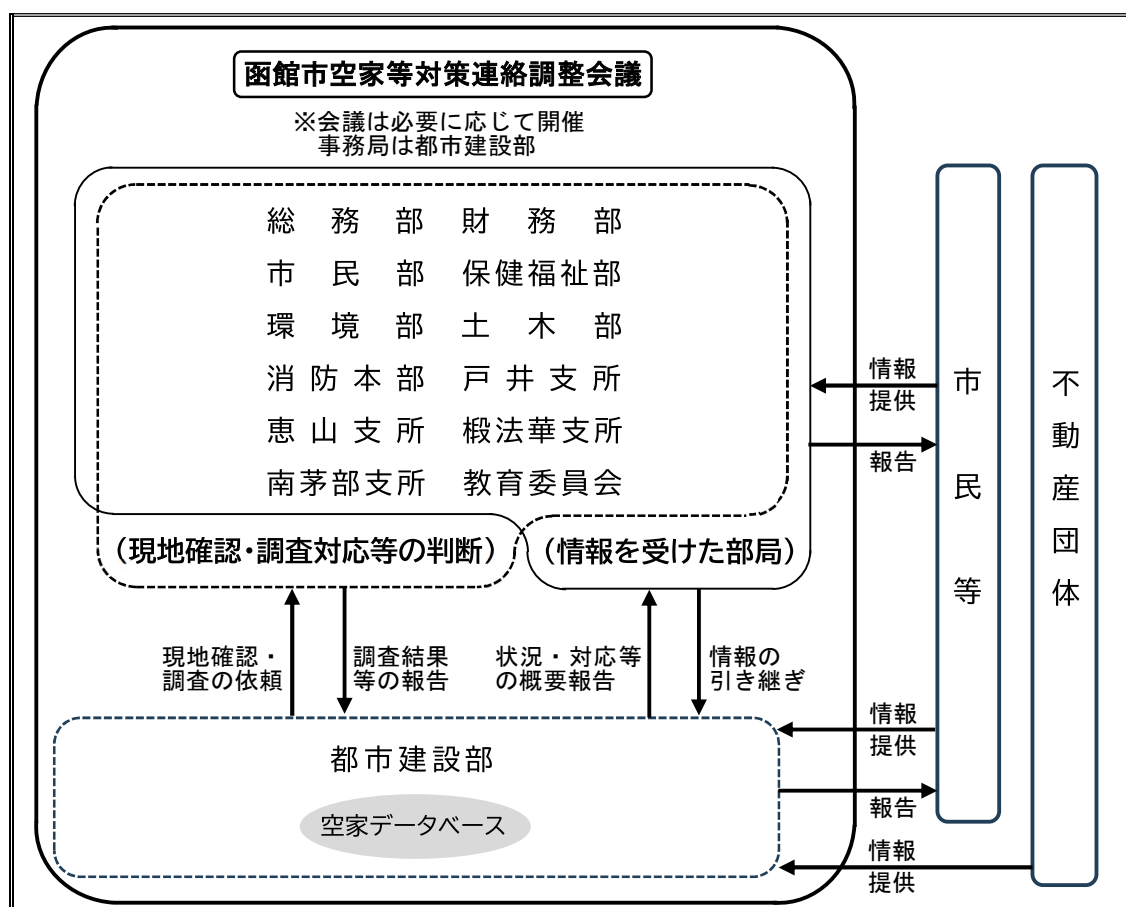 函館市空家等対策連絡調整会議
※会議は必要に応じて開催
事務局は都市建設部
総務部 財務部
市民部 保健福祉部
環境部 土木部
消防本部 戸井支所
恵山支所 椴法華支所
南茅部支所 教育委員会
(現地確認・調査対応等の判断)
(情報を受けた部局)
現地確認・
調査の依頼
調査結果
等の報告
状況・対応等
の概要報告
情報の
引き継ぎ
都市建設部
空家データベース
情報
提供
報告
情報
提供
報告
情報
提供
市民等
不動産団体